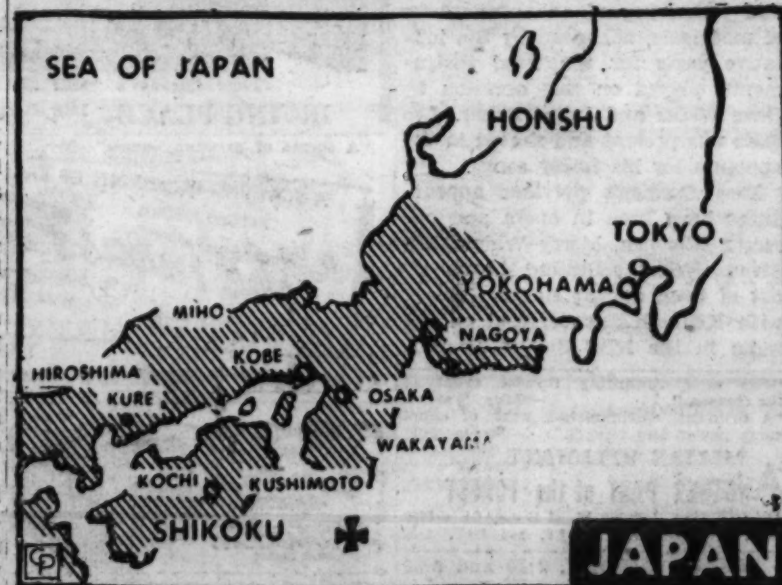 SEA OF JAPAN
HONSHU
TOKYO
YOKOHAMA
MIHO
NAGOYA
KOBE
HIROSHIMA
KURE
OSAKA
WAKAYAMA
KOCHI
KUSHIMOTO
SHIKOKU
CP
JAPAN